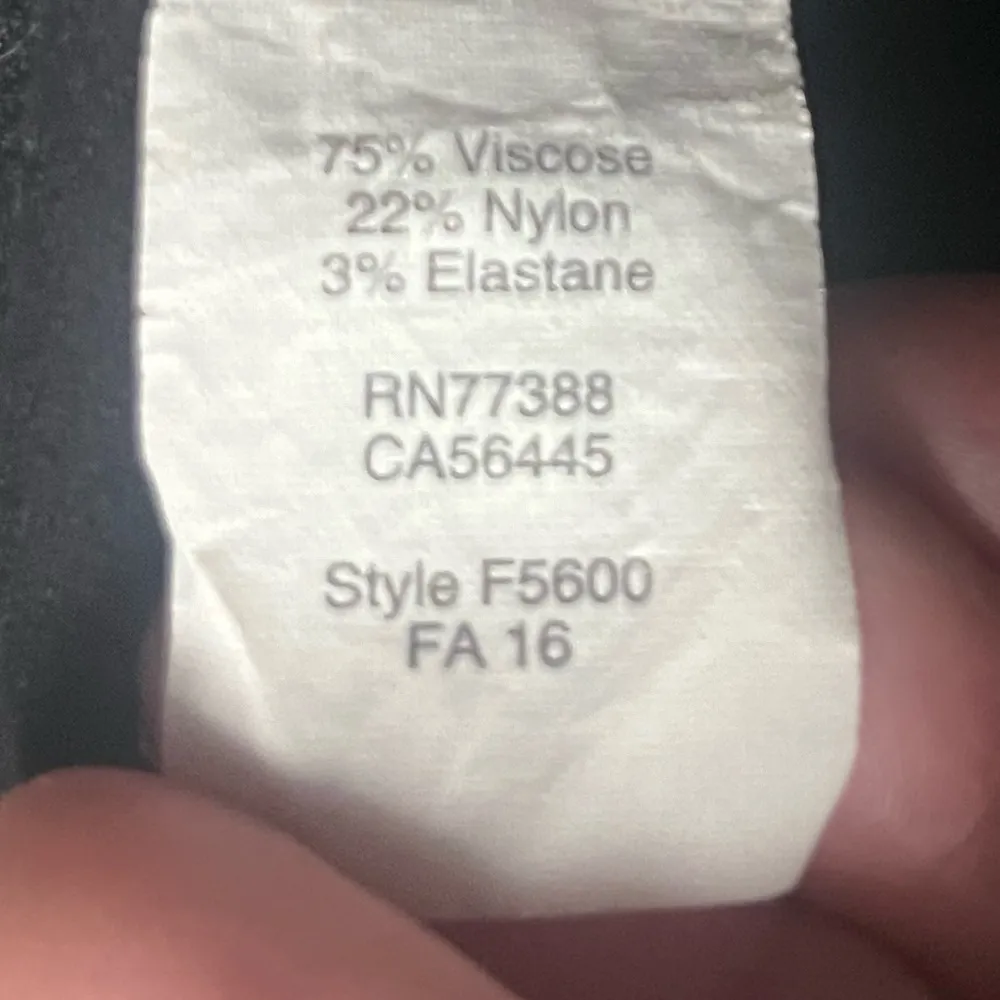 75% Viscose
22% Nylon
3% Elastane
RN77388
CA56445
Style F5600
FA 16